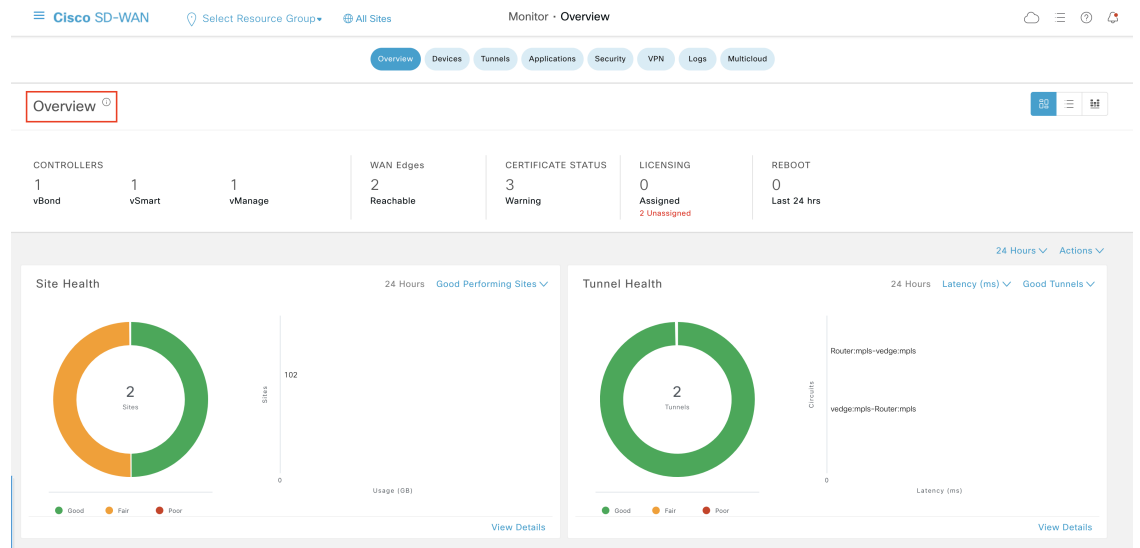 Cisco SD-WAN
Select Resource Group
All Sites
Monitor · Overview
Overview
Devices
Tunnels
Applications
Security
VPN
Logs
Multicloud
Overview
CONTROLLERS
1
vBond
1
vSmart
1
vManage
WAN Edges
2
Reachable
CERTIFICATE STATUS
3
Warning
LICENSING
0
Assigned
2 Unassigned
REBOOT
0
Last 24 hrs
24 Hours
Actions
Site Health
24 Hours
Good Performing Sites
2
Sites
Sites
102
0
Usage (GB)
Good
Fair
Poor
View Details
Tunnel Health
24 Hours
Latency (ms)
Good Tunnels
2
Tunnels
Circuits
Router:mpls-vedge:mpls
vedge:mpls-Router:mpls
0
Latency (ms)
Good
Fair
Poor
View Details